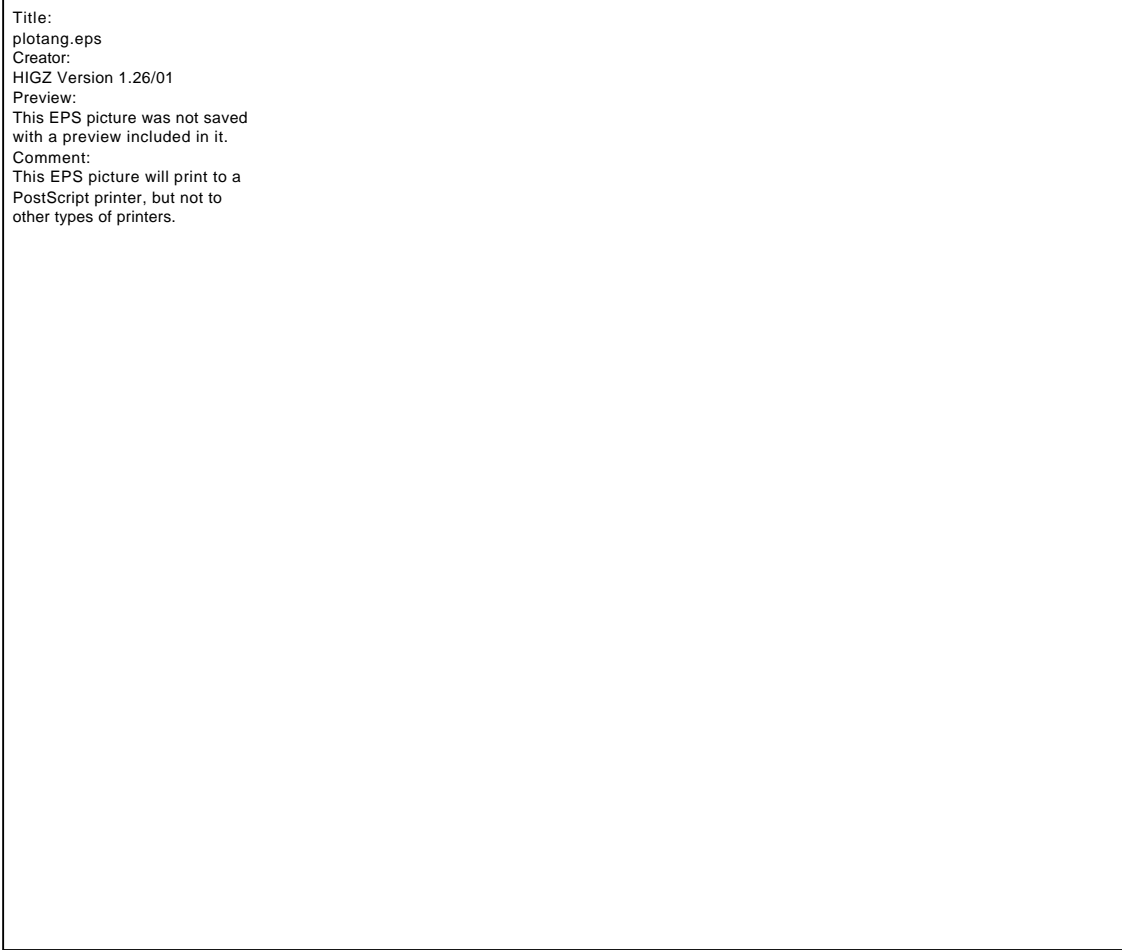 Title:
plotang.eps
Creator:
HIGZ Version 1.26/01
Preview:
This EPS picture was not saved
with a preview included in it.
Comment:
This EPS picture will print to a
PostScript printer, but not to
other types of printers.